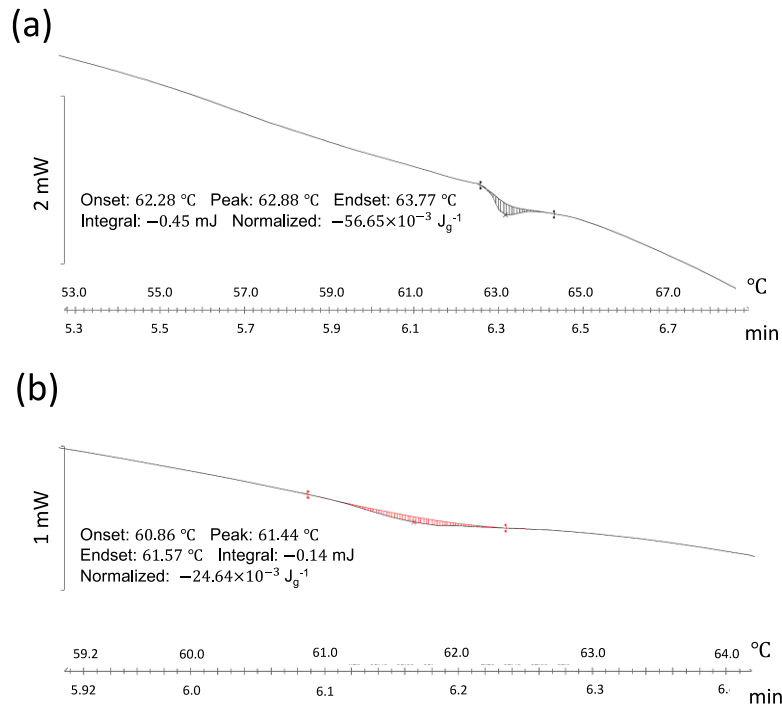 (a)
2 mW
Onset: 62.28 °C Peak: 62.88 °C Endset: 63.77 °C
Integral: −0.45 mJ Normalized: −56.65×10⁻³ Jg⁻¹
53.0 55.0 57.0 59.0 61.0 63.0 65.0 67.0 °C
5.3 5.5 5.7 5.9 6.1 6.3 6.5 6.7 min
(b)
1 mW
Onset: 60.86 °C Peak: 61.44 °C
Endset: 61.57 °C Integral: −0.14 mJ
Normalized: −24.64×10⁻³ Jg⁻¹
59.2 60.0 61.0 62.0 63.0 64.0 °C
5.92 6.0 6.1 6.2 6.3 min